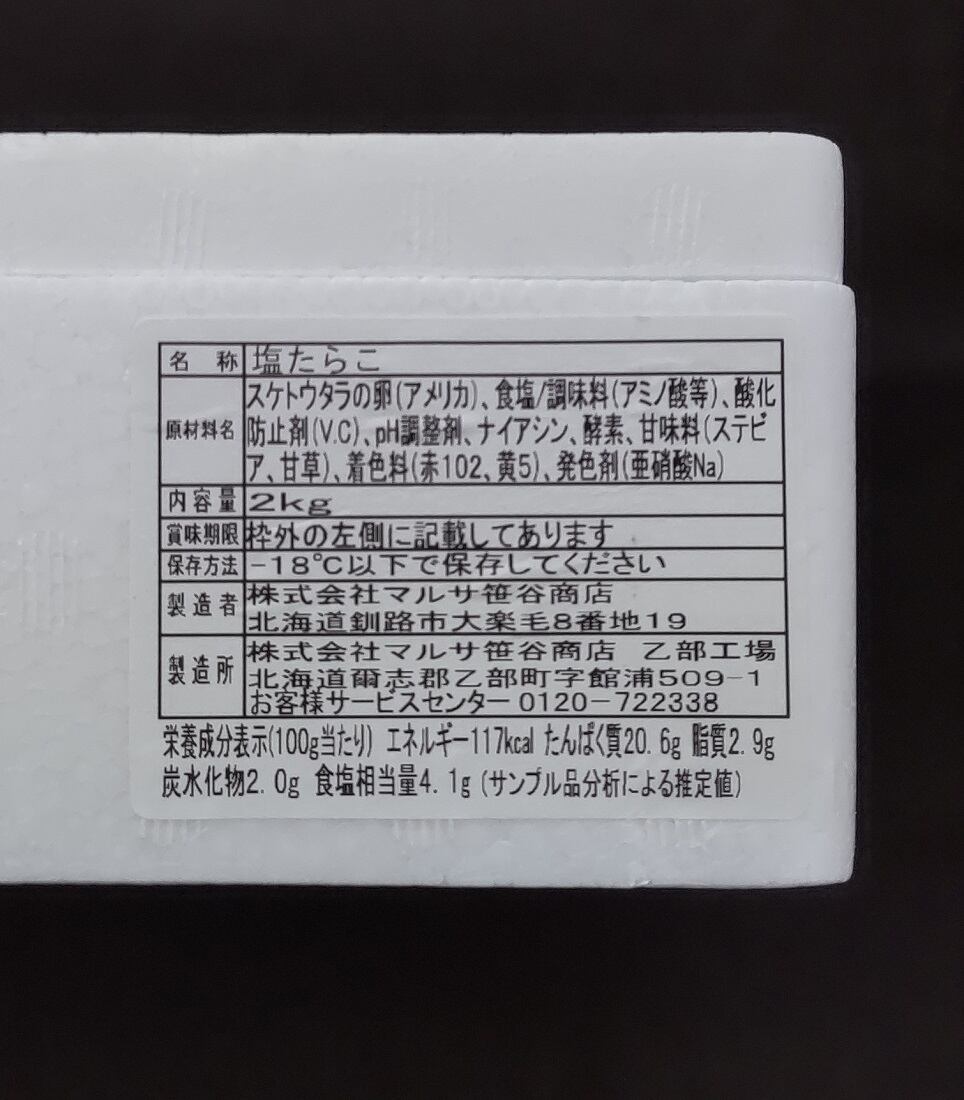 名 称 塩たらこ
原材料名 スケトウタラの卵(アメリカ)、食塩/調味料(アミノ酸等)、酸化
防止剤(V.C)、pH調整剤、ナイアシン、酵素、甘味料(ステビ
ア、甘草)、着色料(赤102、黄5)、発色剤(亜硝酸Na)
内容量 2kg
賞味期限 枠外の左側に記載してあります
保存方法 -18℃以下で保存してください
製造者 株式会社マルサ笹谷商店
北海道釧路市大楽毛8番地19
製造所 株式会社マルサ笹谷商店 乙部工場
北海道爾志郡乙部町字館浦509-1
お客様サービスセンター 0120-722338
栄養成分表示(100g当たり) エネルギー117kcal たんぱく質20.6g 脂質2.9g
炭水化物2.0g 食塩相当量4.1g (サンプル品分析による推定値)